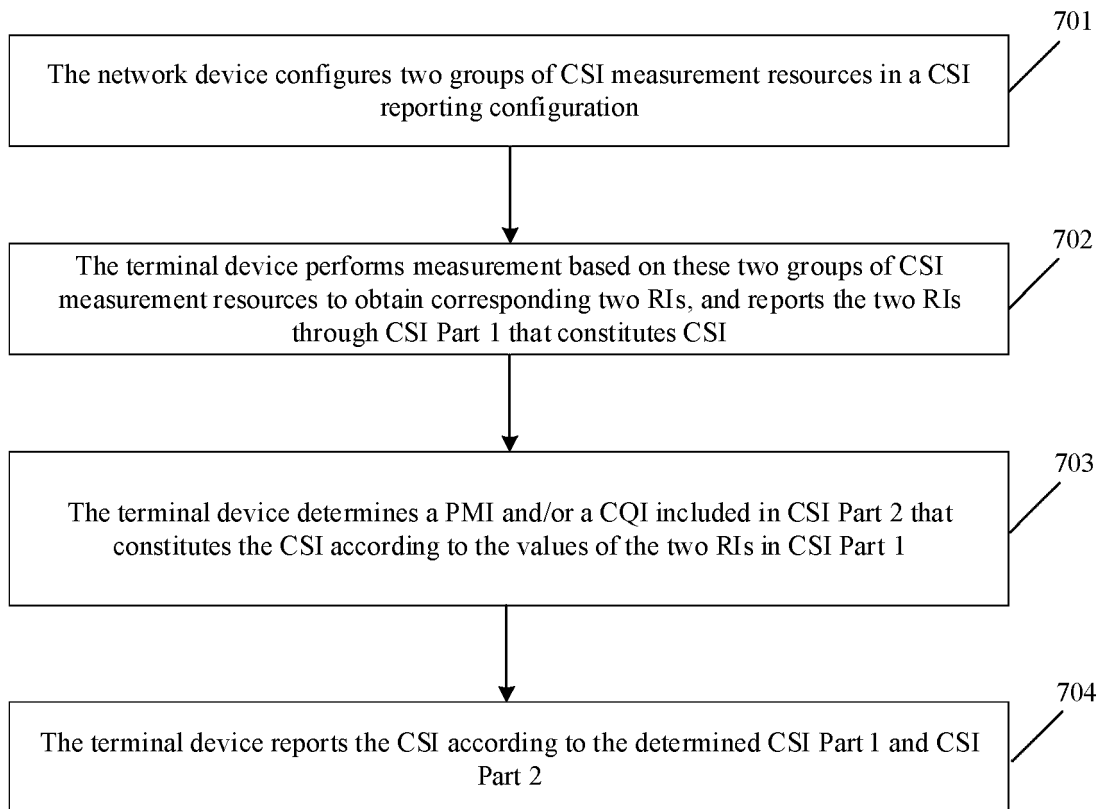 701
The network device configures two groups of CSI measurement resources in a CSI
reporting configuration
702
The terminal device performs measurement based on these two groups of CSI
measurement resources to obtain corresponding two RIs, and reports the two RIs
through CSI Part 1 that constitutes CSI
703
The terminal device determines a PMI and/or a CQI included in CSI Part 2 that
constitutes the CSI according to the values of the two RIs in CSI Part 1
704
The terminal device reports the CSI according to the determined CSI Part 1 and CSI
Part 2